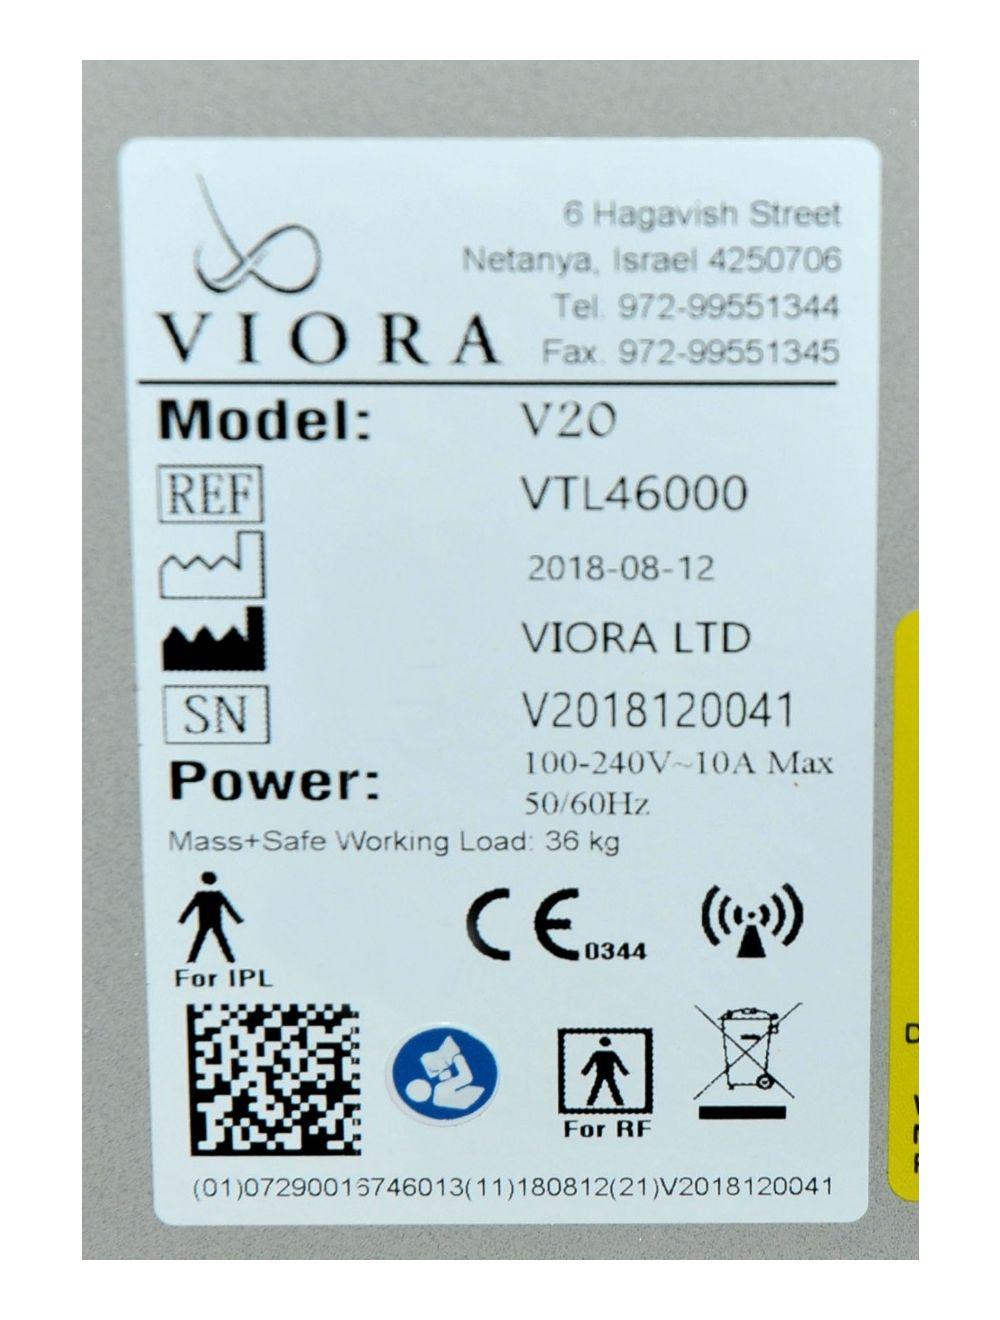 VIORA
6 Hagavish Street
Netanya, Israel 4250706
Tel. 972-99551344
Fax. 972-99551345
Model: V20
REF VTL46000
2018-08-12
VIORA LTD
SN V2018120041
Power: 100-240V~10A Max
50/60Hz
Mass+Safe Working Load: 36 kg
CE 0344
For IPL
For RF
(01)07290016746013(11)180812(21)V2018120041